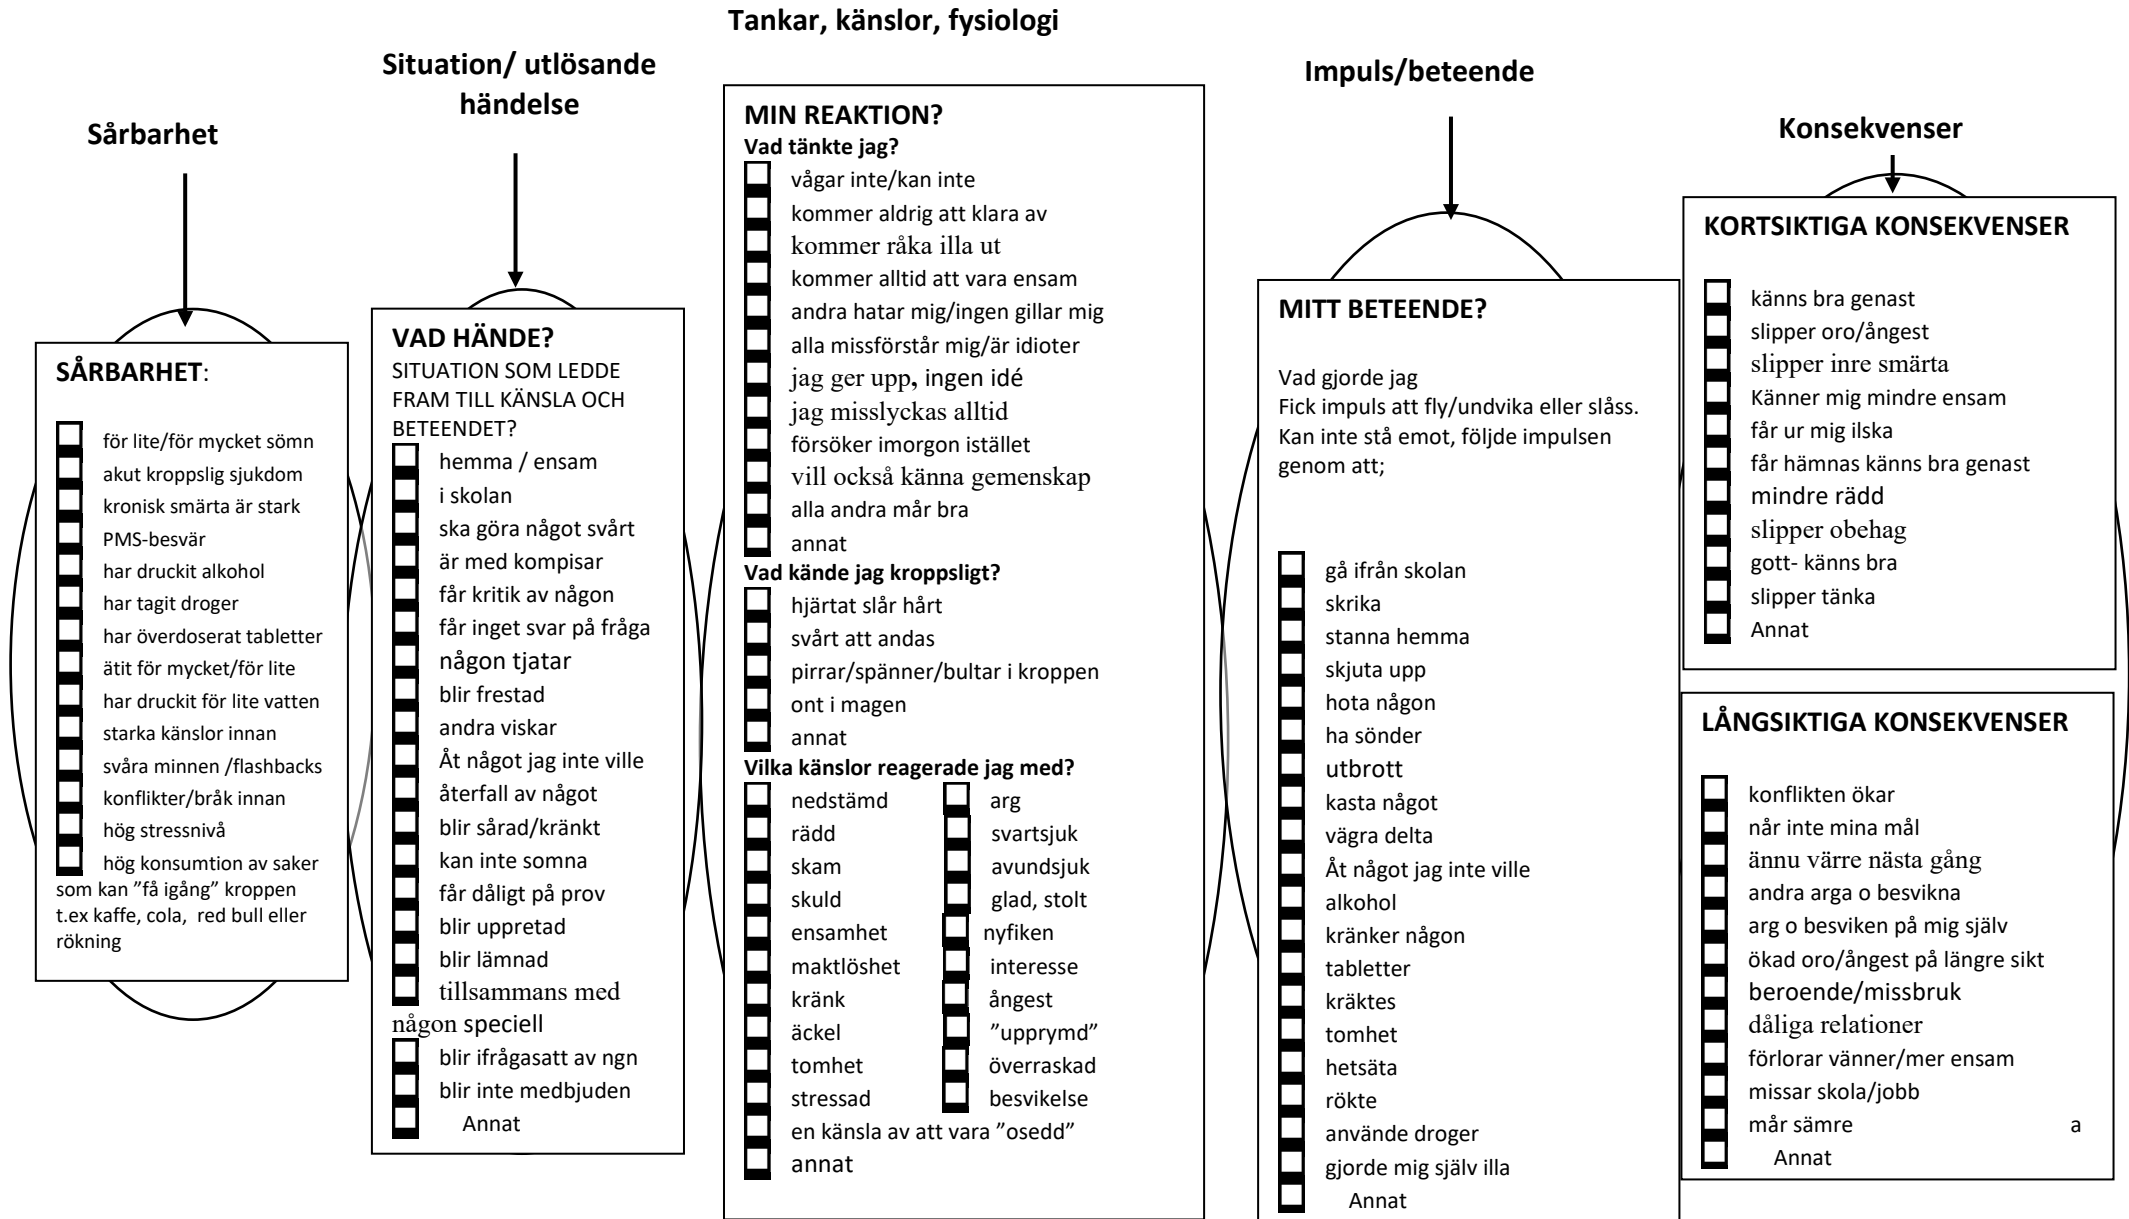 Tankar, känslor, fysiologi
Situation/ utlösande
händelse
Impuls/beteende
Sårbarhet
Konsekvenser
SÅRBARHET:
för lite/för mycket sömn
akut kroppslig sjukdom
kronisk smärta är stark
PMS-besvär
har druckit alkohol
har tagit droger
har överdoserat tabletter
ätit för mycket/för lite
har druckit för lite vatten
starka känslor innan
svåra minnen /flashbacks
konflikter/bråk innan
hög stressnivå
hög konsumtion av saker
som kan ”få igång” kroppen
t.ex kaffe, cola, red bull eller
rökning
VAD HÄNDE?
SITUATION SOM LEDDE
FRAM TILL KÄNSLA OCH
BETEENDET?
hemma / ensam
i skolan
ska göra något svårt
är med kompisar
får kritik av någon
får inget svar på fråga
någon tjatar
blir frestad
andra viskar
Åt något jag inte ville
återfall av något
blir sårad/kränkt
kan inte somna
får dåligt på prov
blir uppretad
blir lämnad
tillsammans med
någon speciell
blir ifrågasatt av ngn
blir inte medbjuden
Annat
MIN REAKTION?
Vad tänkte jag?
vågar inte/kan inte
kommer aldrig att klara av
kommer råka illa ut
kommer alltid att vara ensam
andra hatar mig/ingen gillar mig
alla missförstår mig/är idioter
jag ger upp, ingen idé
jag misslyckas alltid
försöker imorgon istället
vill också känna gemenskap
alla andra mår bra
annat
Vad kände jag kroppsligt?
hjärtat slår hårt
svårt att andas
pirrar/spänner/bultar i kroppen
ont i magen
annat
Vilka känslor reagerade jag med?
nedstämd arg
rädd svartsjuk
skam avundsjuk
skuld glad, stolt
ensamhet nyfiken
maktlöshet interesse
kränk ångest
äckel ”upprymd”
tomhet överraskad
stressad besvikelse
en känsla av att vara ”osedd”
annat
MITT BETEENDE?
Vad gjorde jag
Fick impuls att fly/undvika eller slåss.
Kan inte stå emot, följde impulsen
genom att;
gå ifrån skolan
skrika
stanna hemma
skjuta upp
hota någon
ha sönder
utbrott
kasta något
vägra delta
Åt något jag inte ville
alkohol
kränker någon
tabletter
kräktes
tomhet
hetsäta
rökte
använde droger
gjorde mig själv illa
Annat
KORTSIKTIGA KONSEKVENSER
känns bra genast
slipper oro/ångest
slipper inre smärta
Känner mig mindre ensam
får ur mig ilska
får hämnas känns bra genast
mindre rädd
slipper obehag
gott- känns bra
slipper tänka
Annat
LÅNGSIKTIGA KONSEKVENSER
konflikten ökar
når inte mina mål
ännu värre nästa gång
andra arga o besvikna
arg o besviken på mig själv
ökad oro/ångest på längre sikt
beroende/missbruk
dåliga relationer
förlorar vänner/mer ensam
missar skola/jobb
mår sämre a
Annat